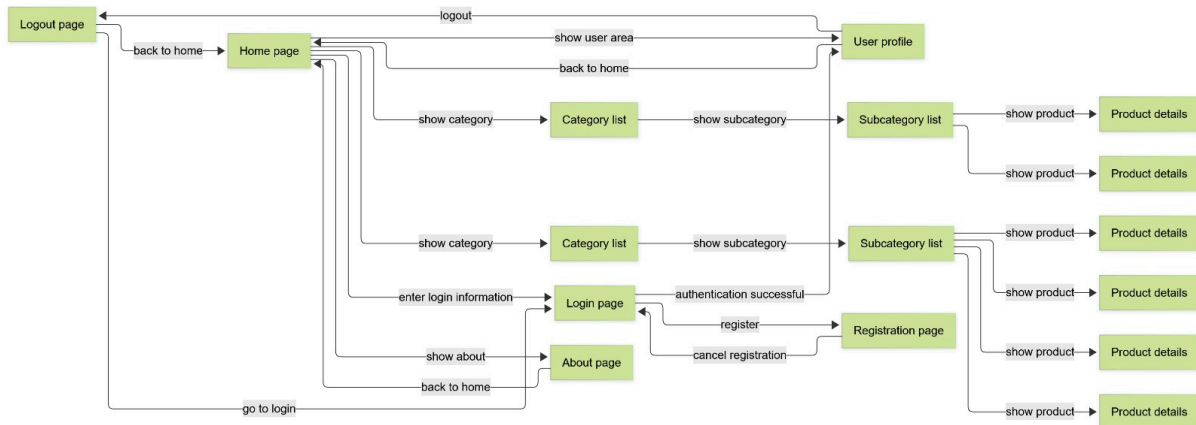 logout
Logout page
back to home
Home page
show user area
User profile
back to home
show category
Category list
show subcategory
Subcategory list
show product
Product details
show product
Product details
show category
Category list
show subcategory
Subcategory list
show product
Product details
show product
Product details
enter login information
Login page
authentication successful
register
Registration page
cancel registration
show about
About page
back to home
show product
Product details
go to login
show product
Product details